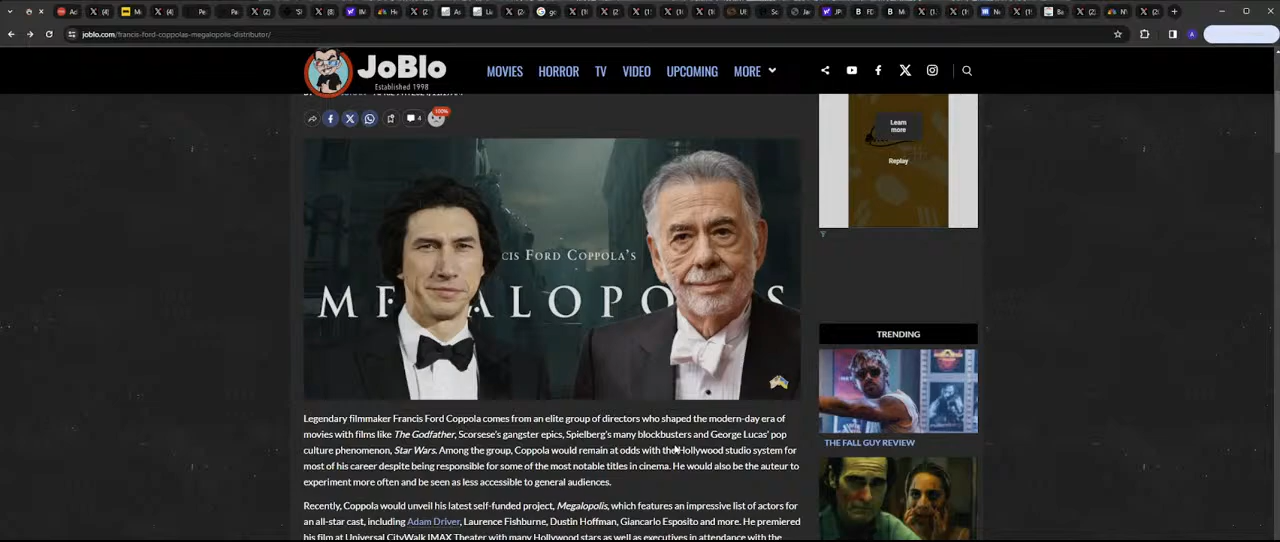 joblo.com/francis-ford-coppolas-megalopolis-distributor/
JoBlo
Established 1998
MOVIES HORROR TV VIDEO UPCOMING MORE
100%
4
Learn more
Replay
CIS FORD COPPOLA'S
MEGALOPOLIS
TRENDING
THE FALL GUY REVIEW
Legendary filmmaker Francis Ford Coppola comes from an elite group of directors who shaped the modern-day era of
movies with films like The Godfather, Scorsese's gangster epics, Spielberg's many blockbusters and George Lucas' pop
culture phenomenon, Star Wars. Among the group, Coppola would remain at odds with the Hollywood studio system for
most of his career despite being responsible for some of the most notable titles in cinema. He would also be the auteur to
experiment more often and be seen as less accessible to general audiences.
Recently, Coppola would unveil his latest self-funded project, Megalopolis, which features an impressive list of actors for
an all-star cast, including Adam Driver, Laurence Fishburne, Dustin Hoffman, Giancarlo Esposito and more. He premiered
his film at Universal CityWalk IMAX Theater with many Hollywood stars as well as executives in attendance with the